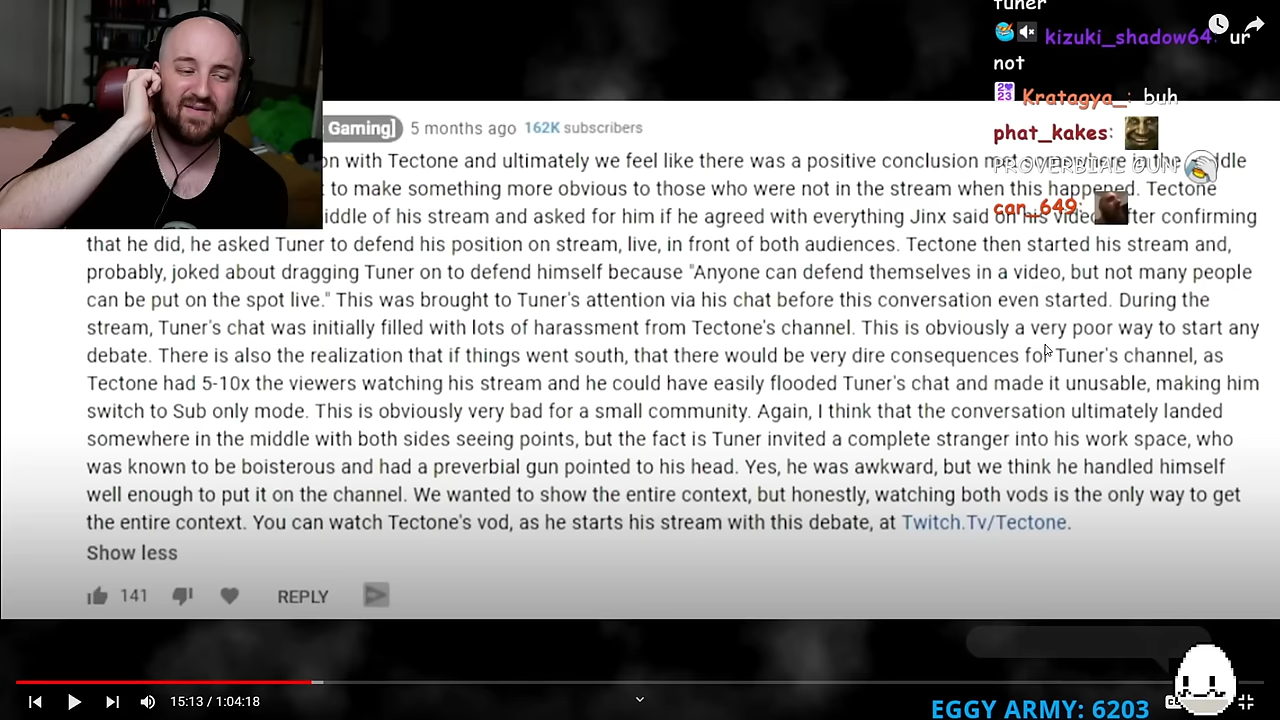 tuner
kizuki_shadow64: ur
not
Kratagya_: buh
phat_kakes:
PROVERBIAL GUN
can_649:
Gaming] 5 months ago 162K subscribers
on with Tectone and ultimately we feel like there was a positive conclusion met somewhere in the middle
to make something more obvious to those who were not in the stream when this happened. Tectone
iddle of his stream and asked for him if he agreed with everything Jinx said on his video. After confirming
that he did, he asked Tuner to defend his position on stream, live, in front of both audiences. Tectone then started his stream and,
probably, joked about dragging Tuner on to defend himself because "Anyone can defend themselves in a video, but not many people
can be put on the spot live." This was brought to Tuner's attention via his chat before this conversation even started. During the
stream, Tuner's chat was initially filled with lots of harassment from Tectone's channel. This is obviously a very poor way to start any
debate. There is also the realization that if things went south, that there would be very dire consequences for Tuner's channel, as
Tectone had 5-10x the viewers watching his stream and he could have easily flooded Tuner's chat and made it unusable, making him
switch to Sub only mode. This is obviously very bad for a small community. Again, I think that the conversation ultimately landed
somewhere in the middle with both sides seeing points, but the fact is Tuner invited a complete stranger into his work space, who
was known to be boisterous and had a preverbial gun pointed to his head. Yes, he was awkward, but we think he handled himself
well enough to put it on the channel. We wanted to show the entire context, but honestly, watching both vods is the only way to get
the entire context. You can watch Tectone's vod, as he starts his stream with this debate, at Twitch.Tv/Tectone.
Show less
141 REPLY
15:13 / 1:04:18
EGGY ARMY: 6203